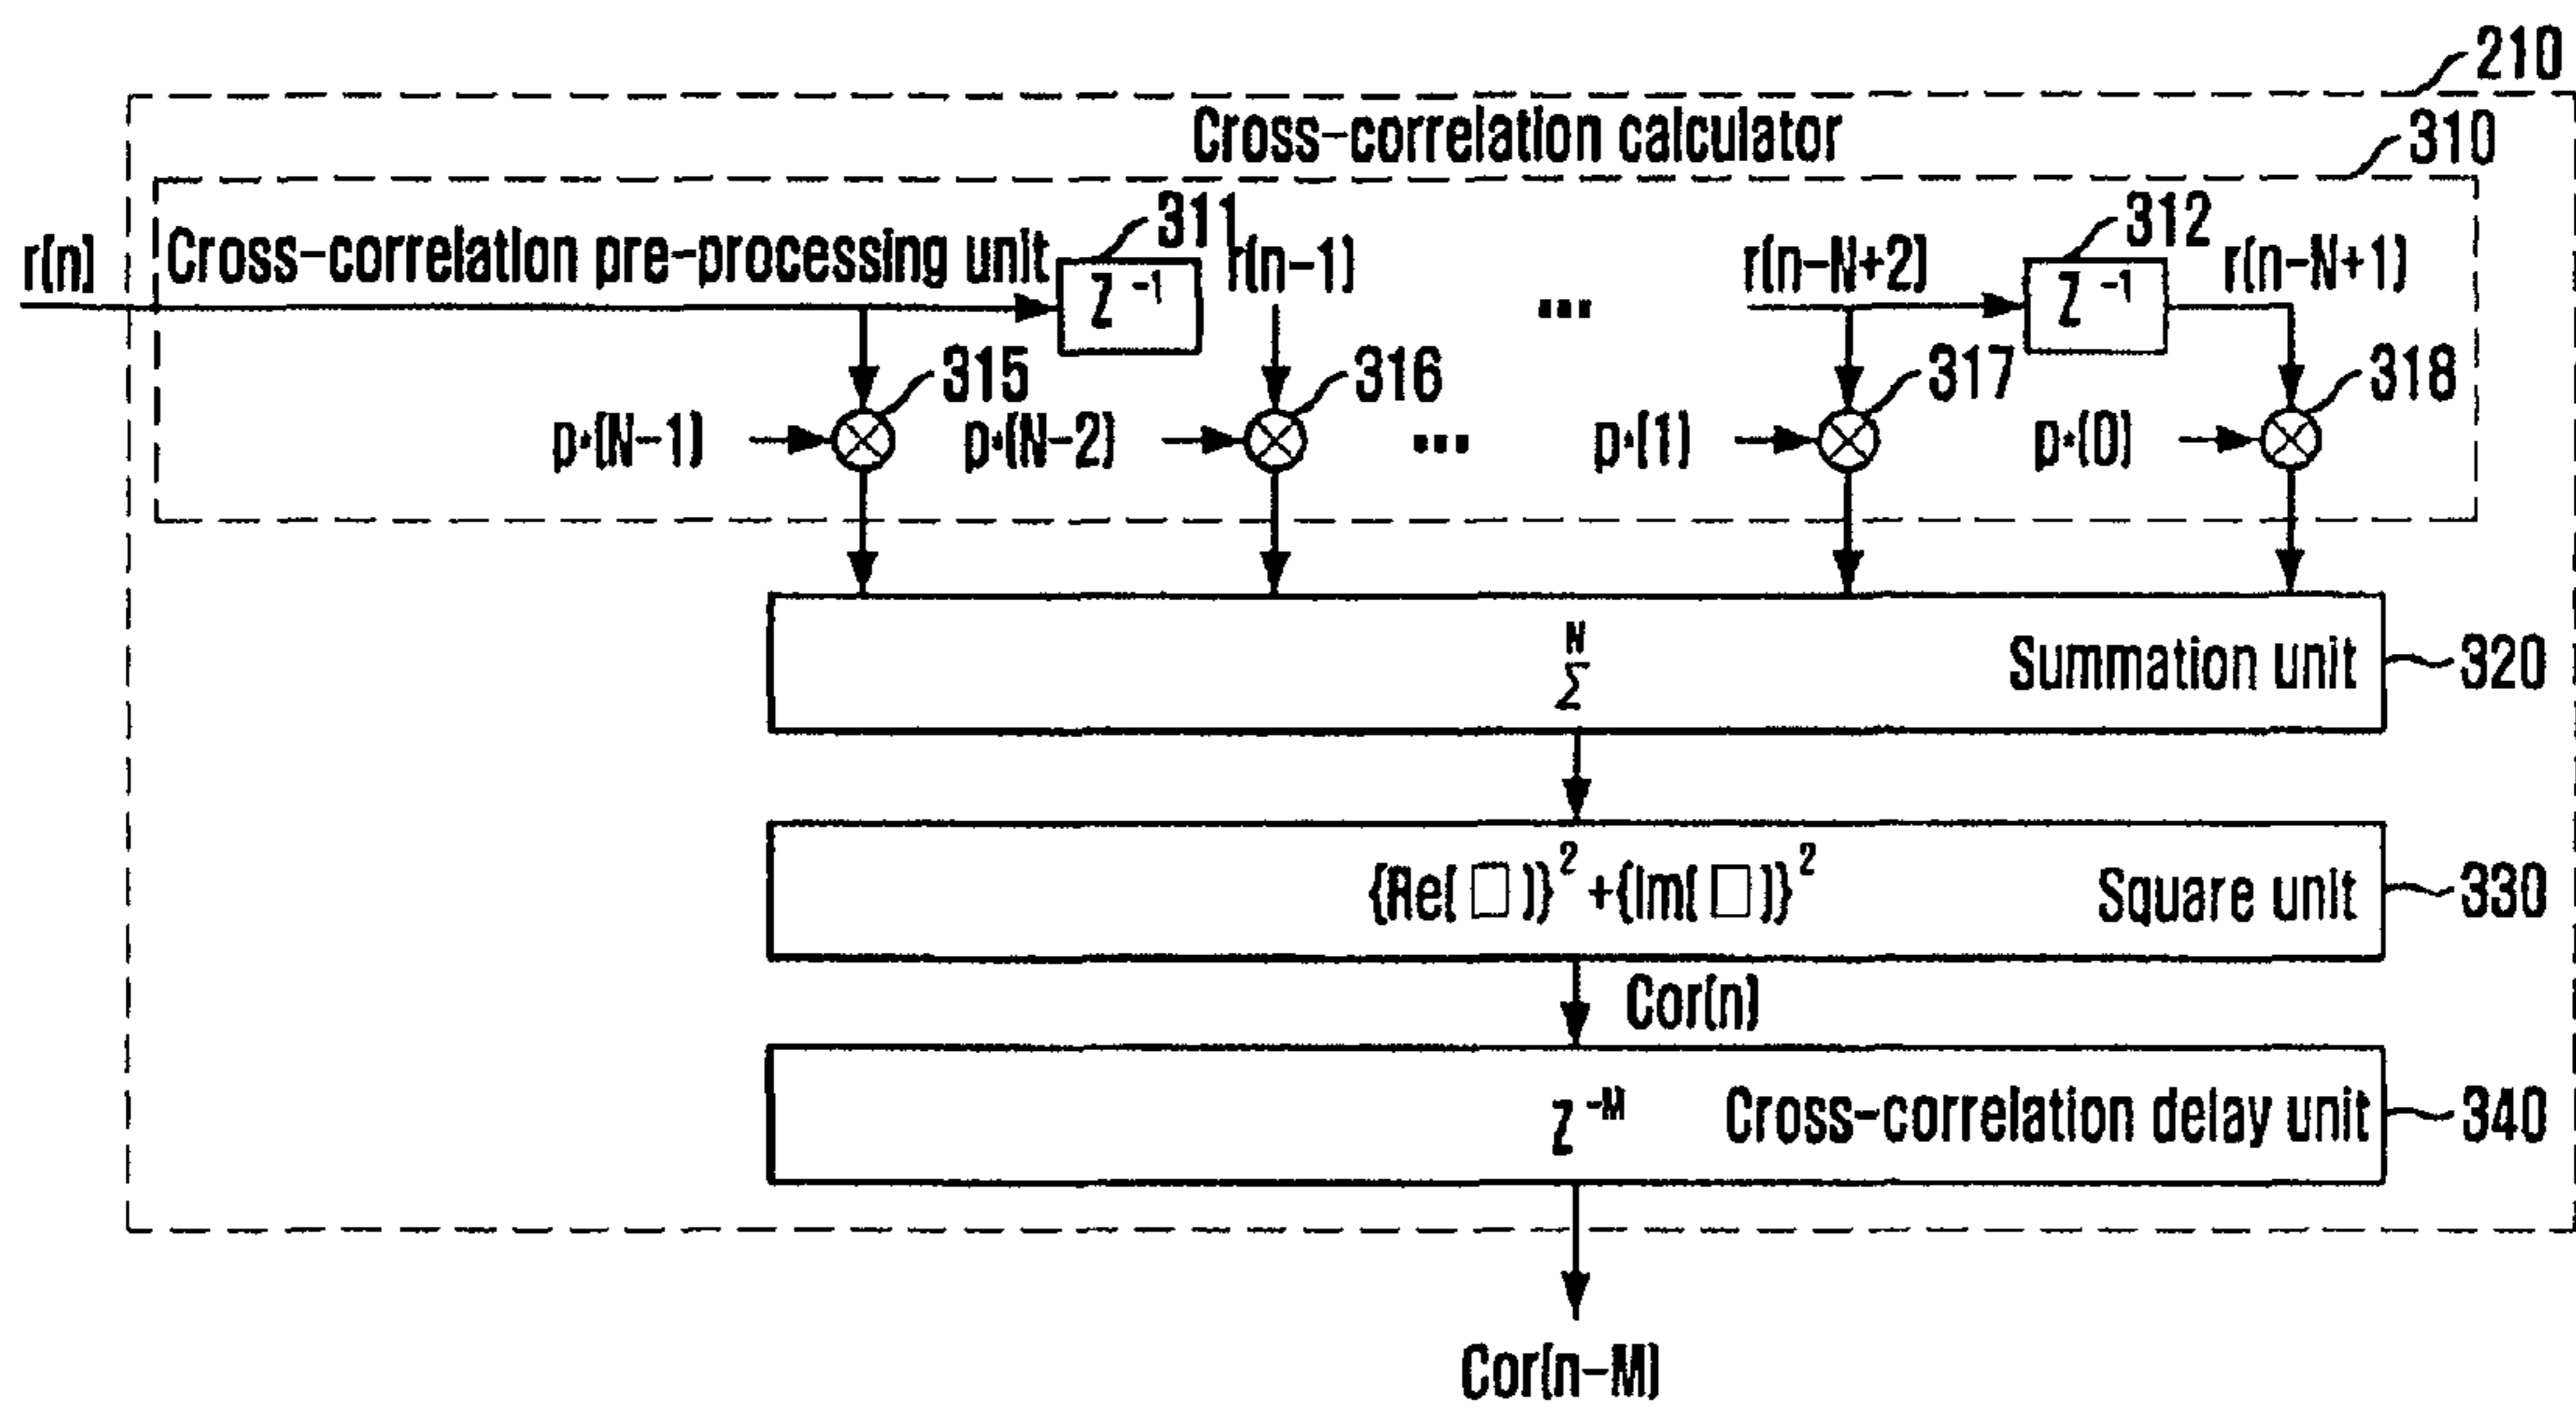 210
Cross-correlation calculator
310
r(n)
Cross-correlation pre-processing unit
311
Z⁻¹
r(n-1)
...
r(n-N+2)
312
Z⁻¹
r(n-N+1)
315
316
317
318
p*(N-1)
p*(N-2)
...
p*(1)
p*(0)
N
Σ
Summation unit
320
{Re(□)}² +{Im(□)}²
Square unit
330
Cor(n)
Z⁻ᴹ
Cross-correlation delay unit
340
Cor(n-M)